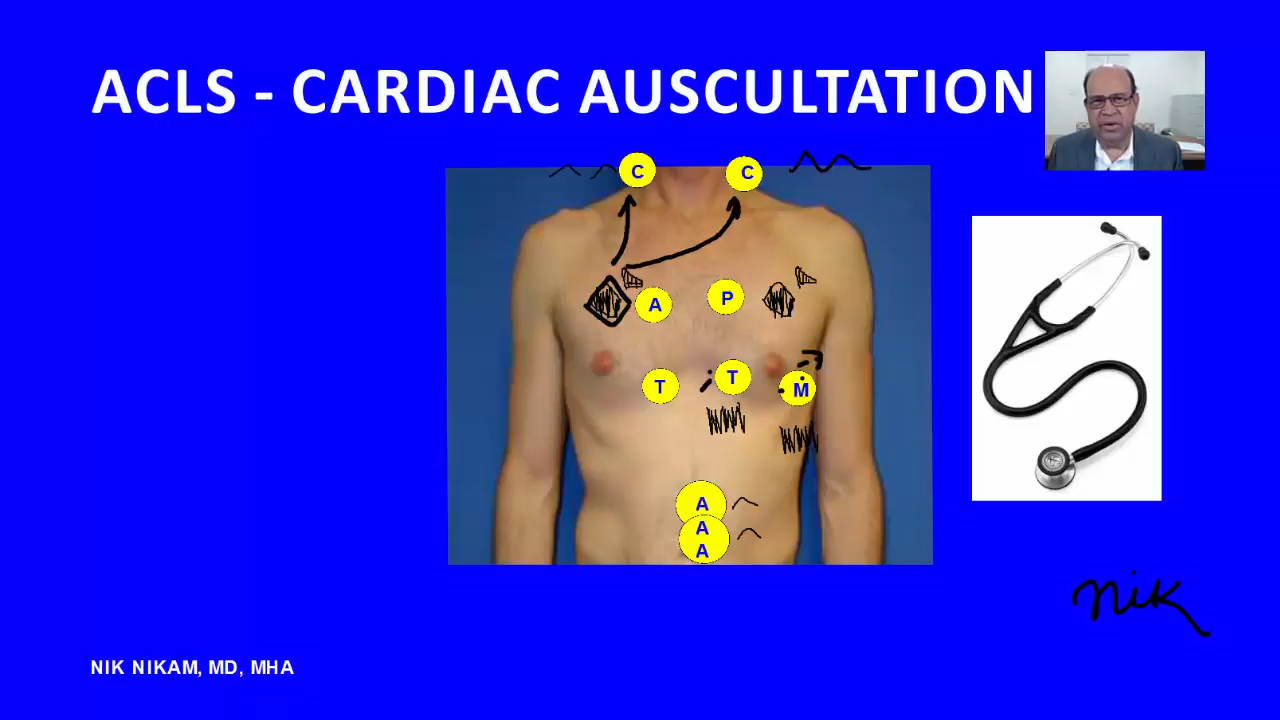 ACLS - CARDIAC AUSCULTATION
C C
A P
T T M
A
A
A
nik
NIK NIKAM, MD, MHA